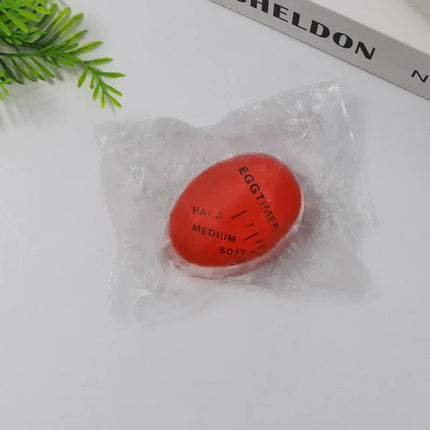 SHELDON
N
EGGTIMER
HARD
MEDIUM
SOFT